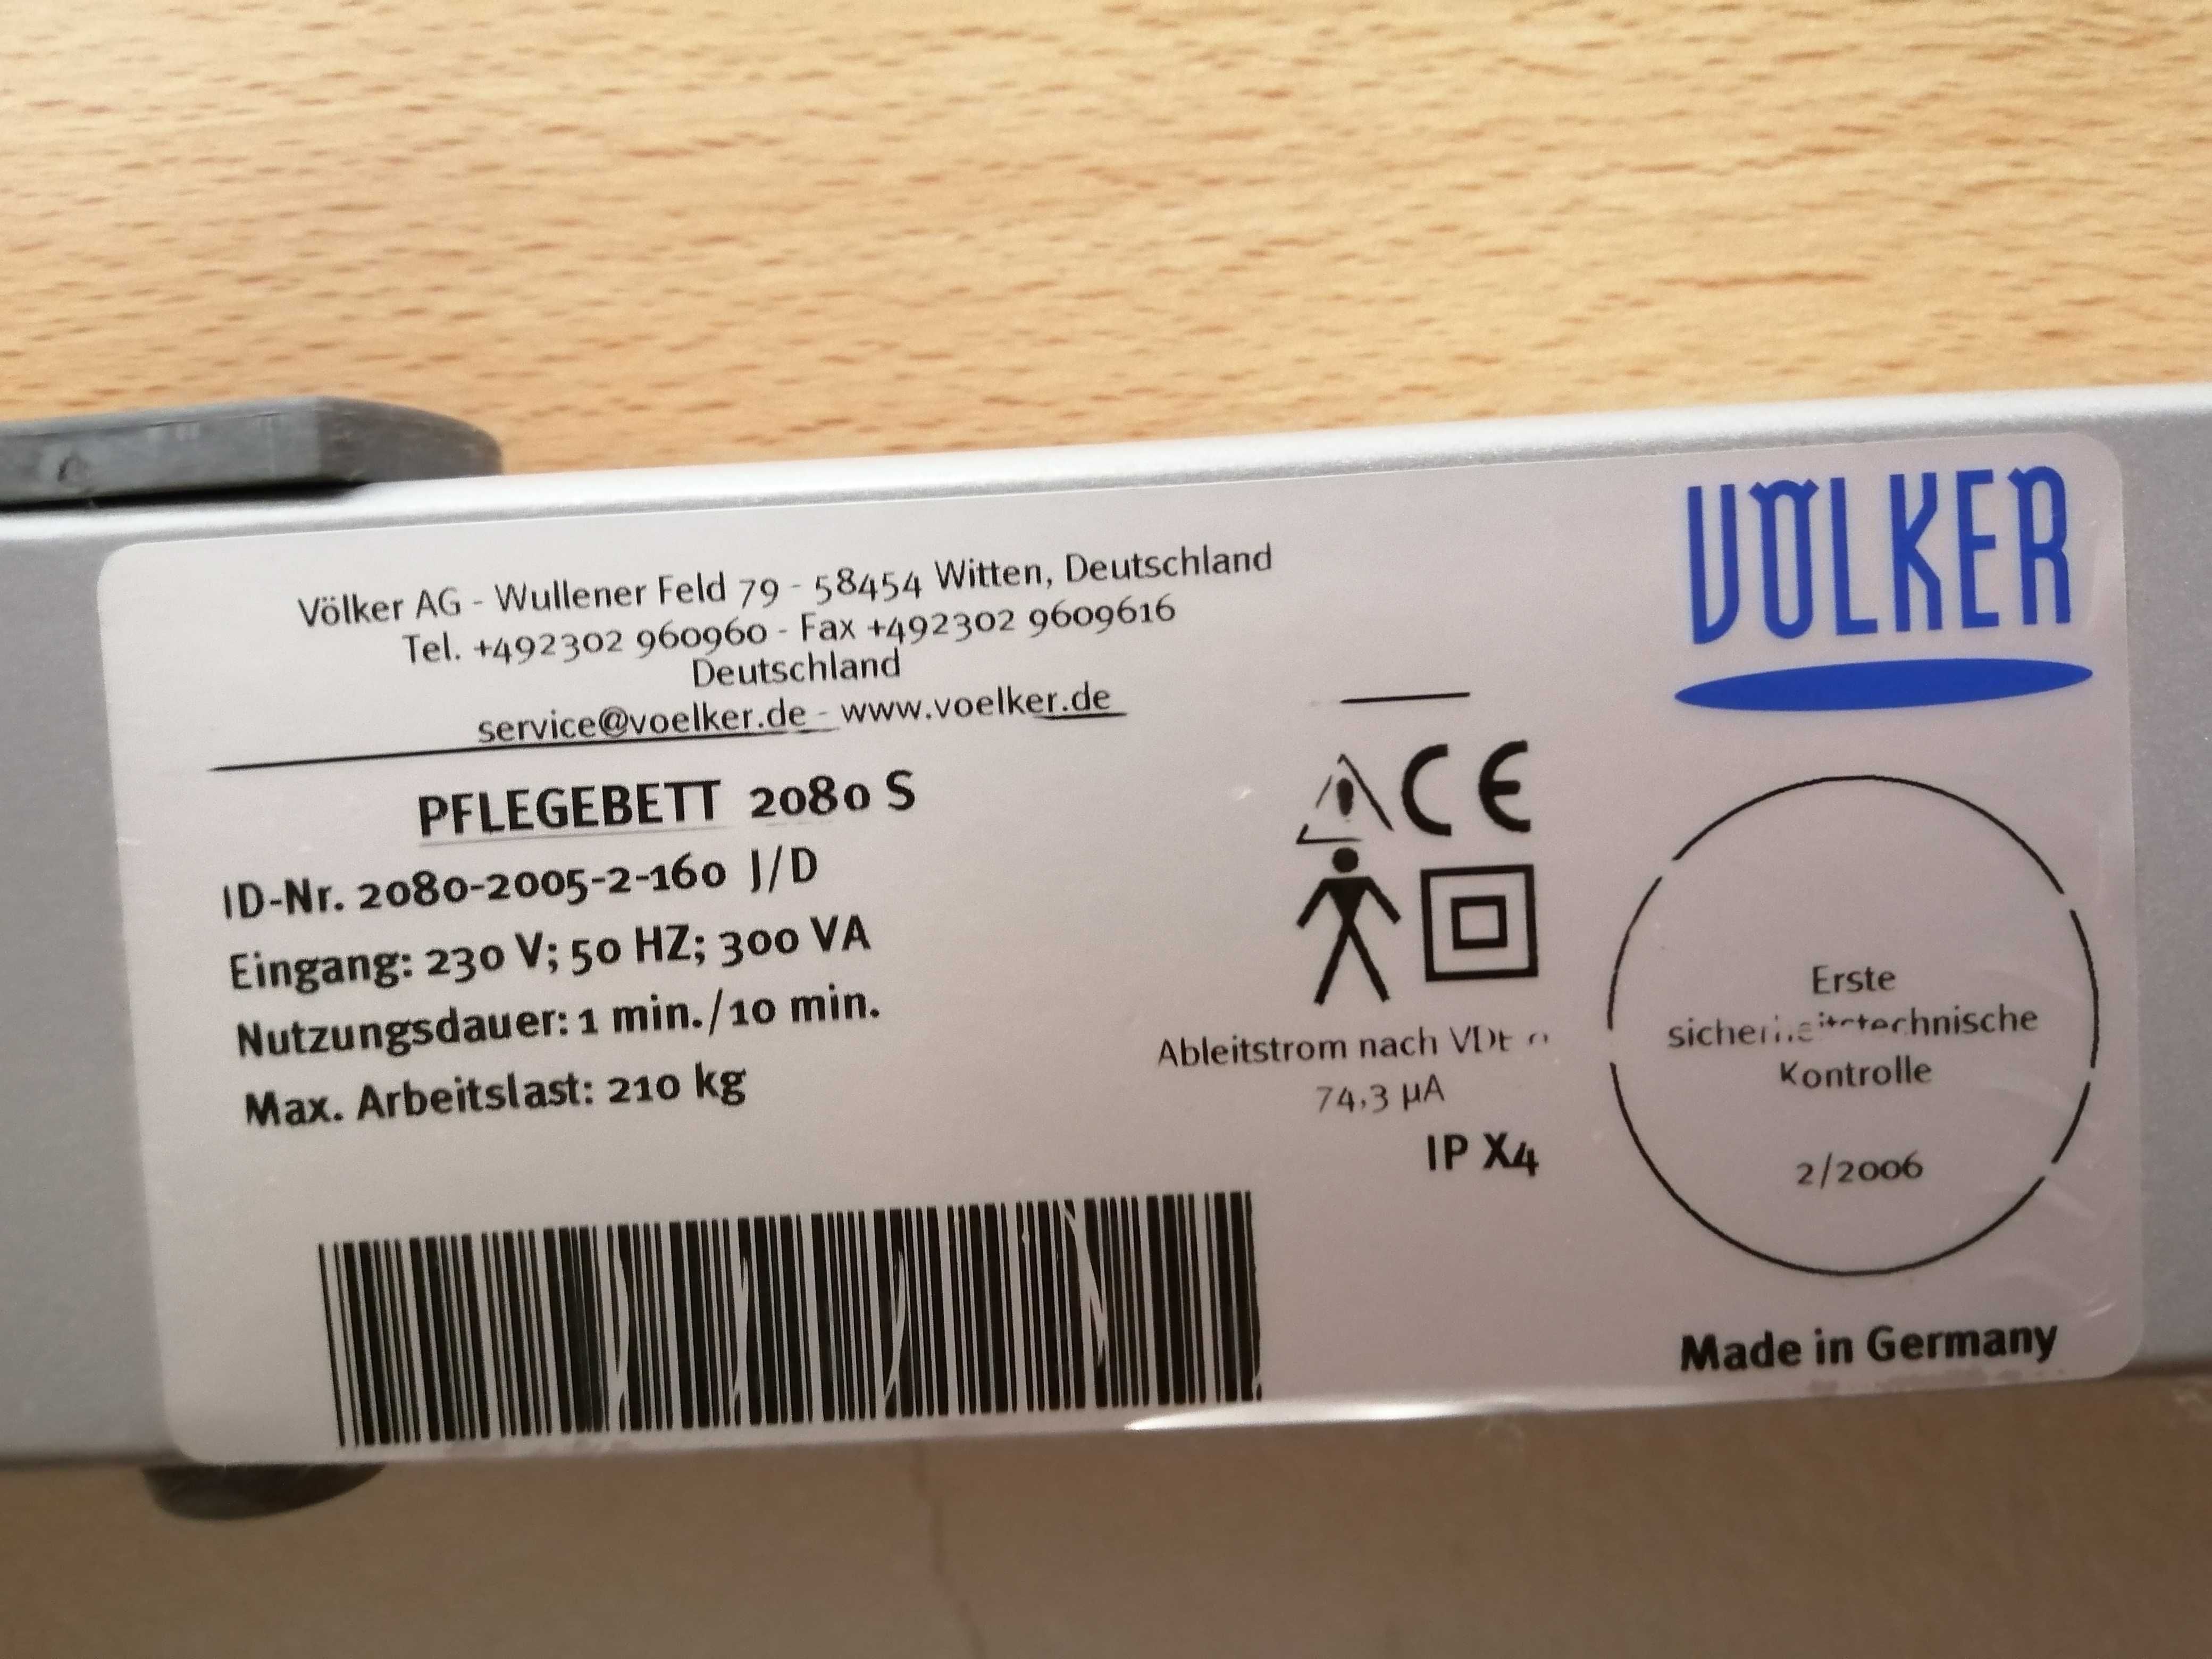 Völker AG - Wullener Feld 79 - 58454 Witten, Deutschland
Tel. +492302 960960 - Fax +492302 9609616
Deutschland
service@voelker.de - www.voelker.de
PFLEGEBETT 2080 S
ID-Nr. 2080-2005-2-160 J/D
Eingang: 230 V; 50 HZ; 300 VA
Nutzungsdauer: 1 min./10 min.
Max. Arbeitslast: 210 kg
CE
Ableitstrom nach
74,3 µA
IP X4
VÖLKER
Erste
sicherheitstechnische
Kontrolle
2/2006
Made in Germany